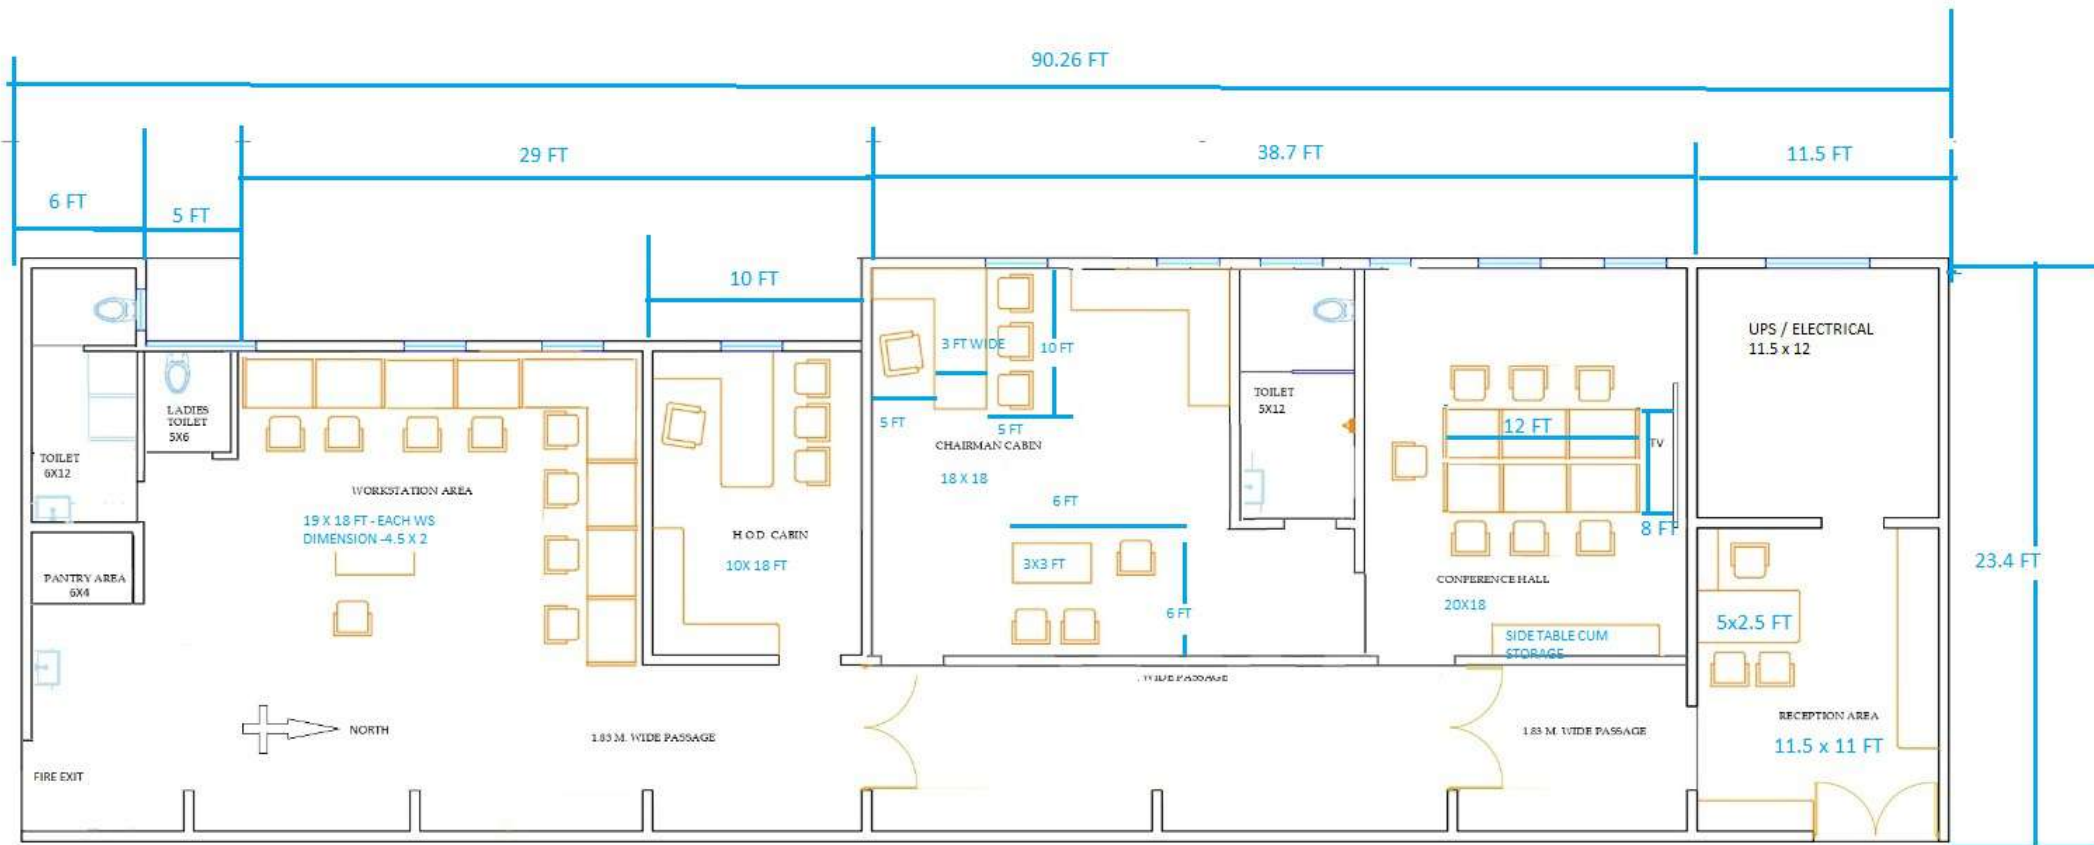 90.26 FT
29 FT
38.7 FT
11.5 FT
6 FT
5 FT
10 FT
UPS / ELECTRICAL
11.5 x 12
3 FT WIDE
10 FT
5 FT
5 FT
CHAIRMAN CABIN
18 X 18
TOILET
5X12
12 FT
TV
8 FT
LADIES
TOILET
5X6
TOILET
6X12
WORKSTATION AREA
19 X 18 FT - EACH WS
DIMENSION -4.5 X 2
H.O.D. CABIN
10X 18 FT
6 FT
3X3 FT
6 FT
CONFERENCE HALL
20X18
SIDE TABLE CUM
STORAGE
23.4 FT
PANTRY AREA
6X4
5x2.5 FT
WIDE PASSAGE
NORTH
1.83 M. WIDE PASSAGE
1.83 M. WIDE PASSAGE
RECEPTION AREA
11.5 x 11 FT
FIRE EXIT